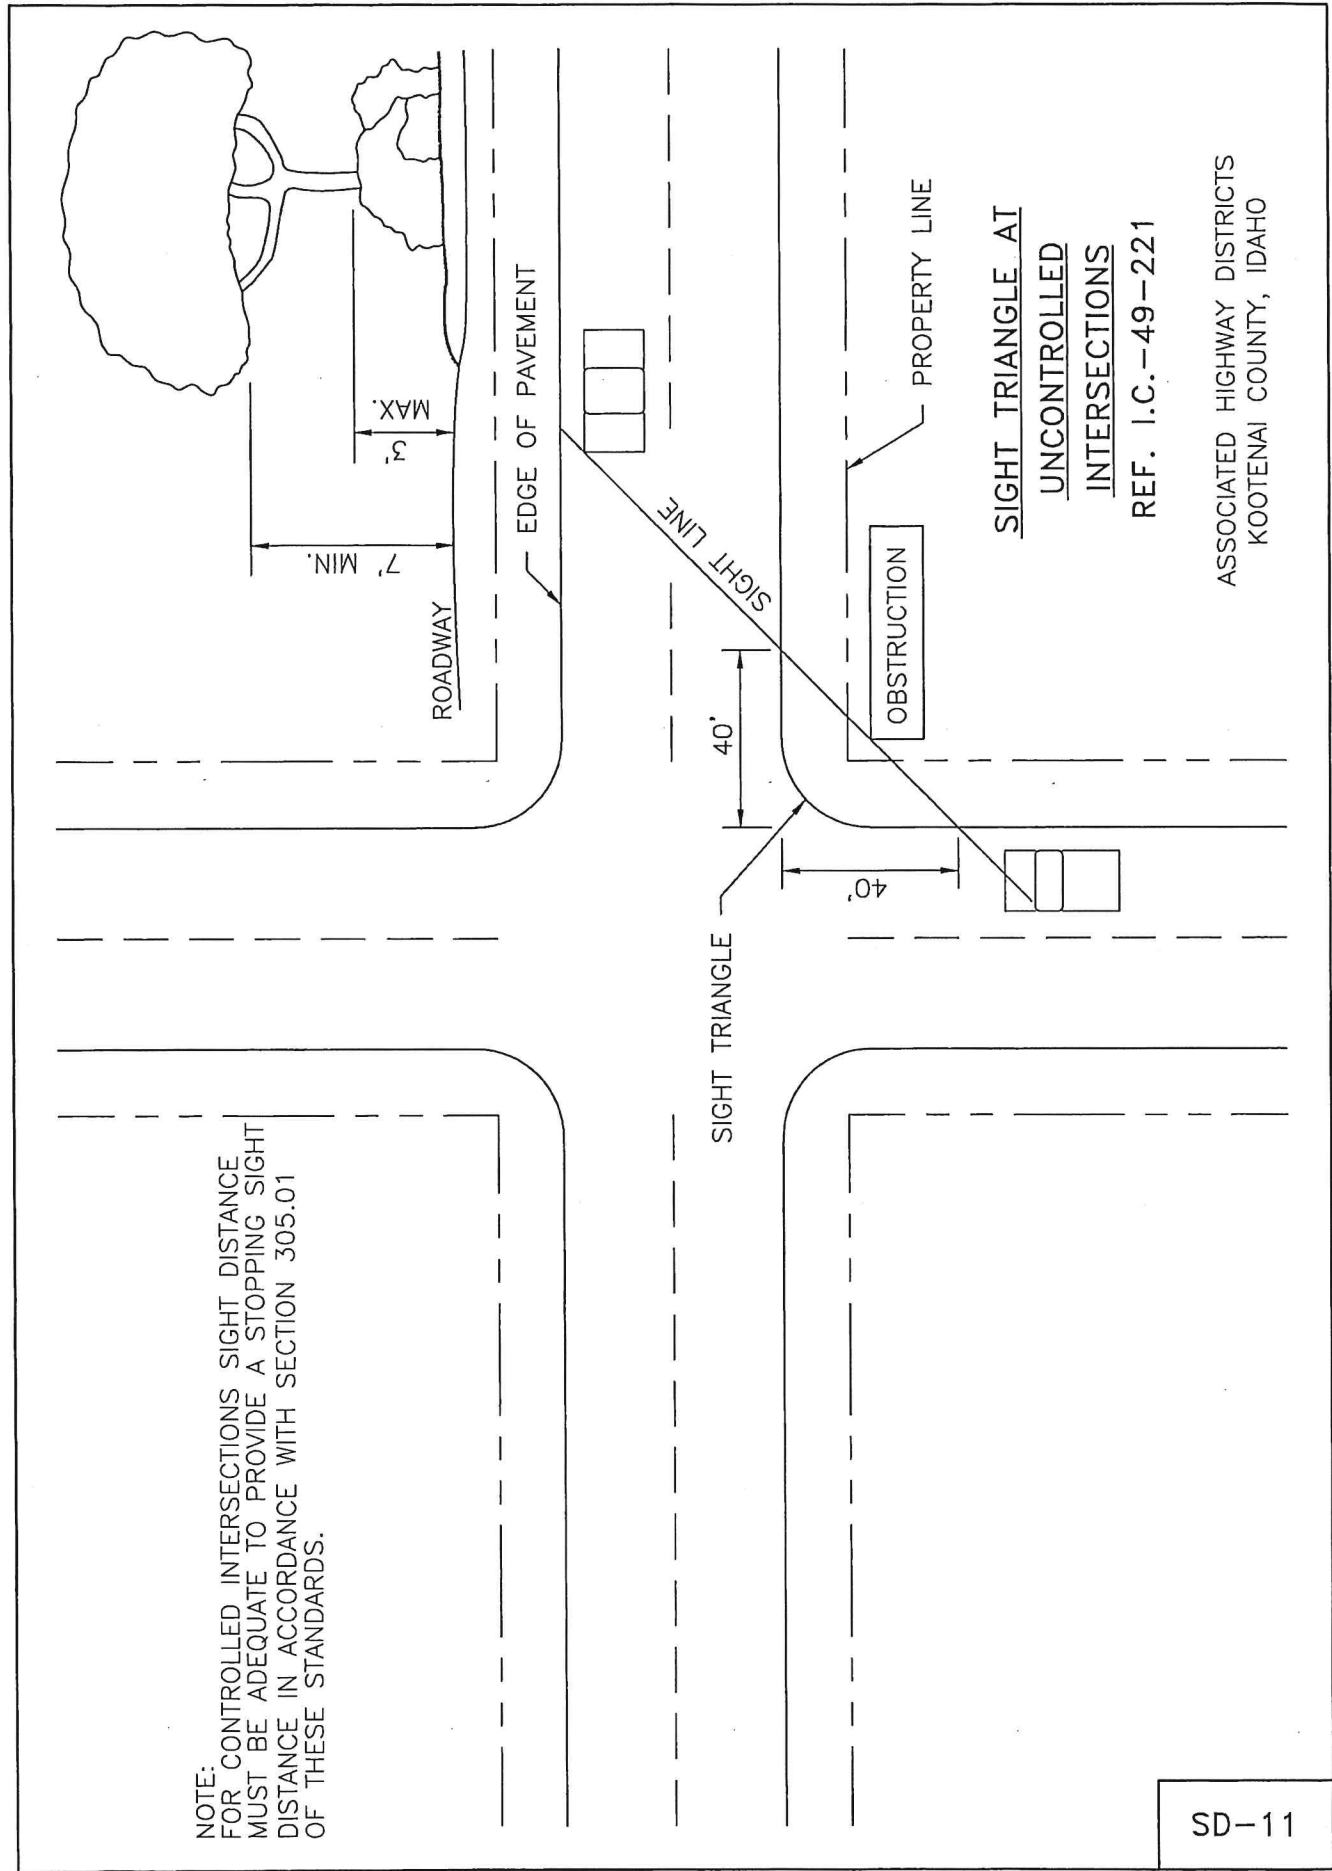 NOTE:
FOR CONTROLLED INTERSECTIONS SIGHT DISTANCE
MUST BE ADEQUATE TO PROVIDE A STOPPING SIGHT
DISTANCE IN ACCORDANCE WITH SECTION 305.01
OF THESE STANDARDS.
7' MIN.
3'
MAX.
ROADWAY
EDGE OF PAVEMENT
SIGHT LINE
40'
40'
SIGHT TRIANGLE
PROPERTY LINE
OBSTRUCTION
SIGHT TRIANGLE AT
UNCONTROLLED
INTERSECTIONS
REF. I.C.-49-221
ASSOCIATED HIGHWAY DISTRICTS
KOOTENAI COUNTY, IDAHO
SD-11